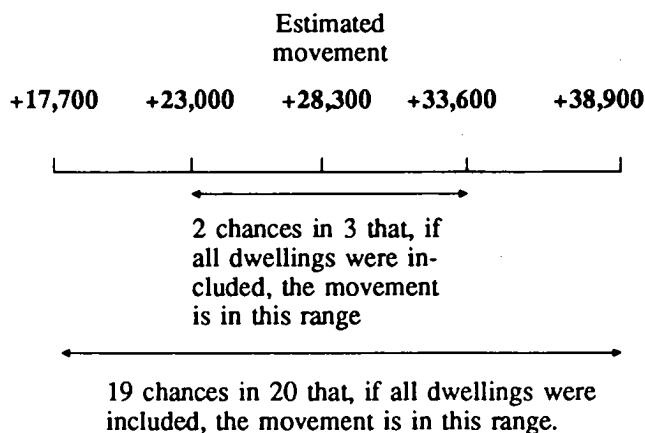 Estimated
movement
+17,700 +23,000 +28,300 +33,600 +38,900
2 chances in 3 that, if
all dwellings were in-
cluded, the movement
is in this range
19 chances in 20 that, if all dwellings were
included, the movement is in this range.